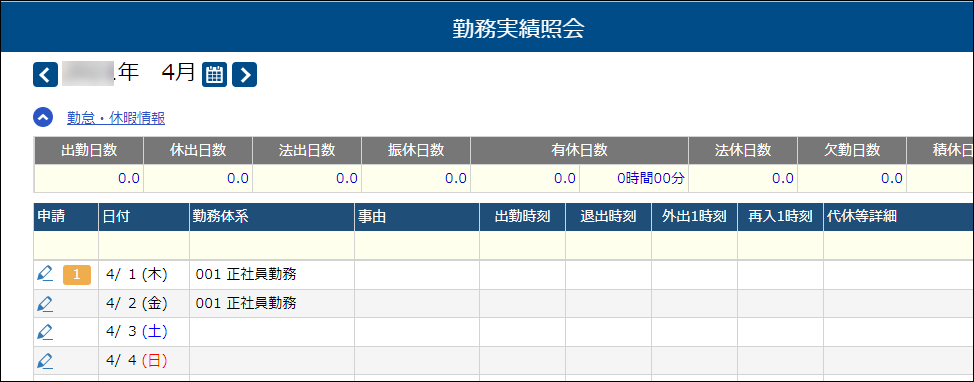 勤務実績照会
年 4月
勤怠・休暇情報
出勤日数 休出日数 法出日数 振休日数 有休日数 法休日数 欠勤日数 積休日
0.0 0.0 0.0 0.0 0.0 0時間00分 0.0 0.0
申請 日付 勤務体系 事由 出勤時刻 退出時刻 外出1時刻 再入1時刻 代休等詳細
1 4/ 1 (木) 001 正社員勤務
4/ 2 (金) 001 正社員勤務
4/ 3 (土)
4/ 4 (日)